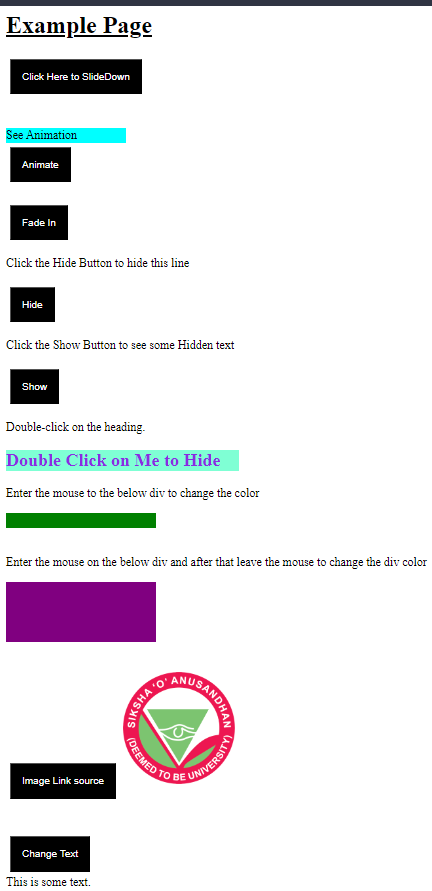 Example Page
Click Here to SlideDown
See Animation
Animate
Fade In
Click the Hide Button to hide this line
Hide
Click the Show Button to see some Hidden text
Show
Double-click on the heading.
Double Click on Me to Hide
Enter the mouse to the below div to change the color
Enter the mouse on the below div and after that leave the mouse to change the div color
SIKSHA 'O' ANUSANDHAN
(DEEMED TO BE UNIVERSITY)
Image Link source
Change Text
This is some text.